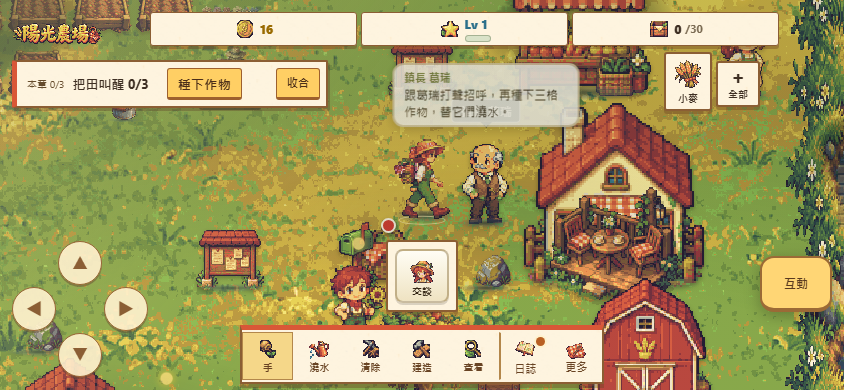 陽光農場
16
Lv 1
0 /30
本章 0/3 把田叫醒 0/3 種下作物 收合
鎮長 葛瑞
跟葛瑞打聲招呼，再種下三格
作物，替它們澆水。
小麥
+
全部
交談
互動
手 澆水 清除 建造 查看 日誌 更多